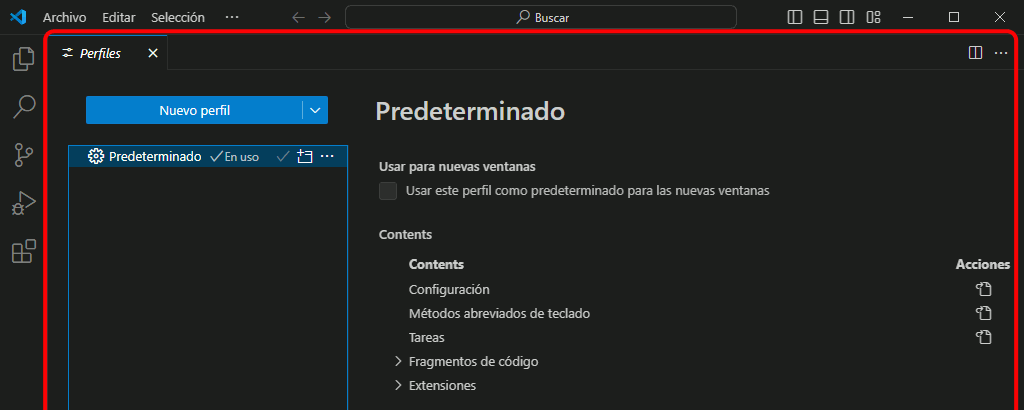 Archivo Editar Selección ··· Buscar
Perfiles
Nuevo perfil
Predeterminado En uso
Predeterminado
Usar para nuevas ventanas
Usar este perfil como predeterminado para las nuevas ventanas
Contents
Contents Acciones
Configuración
Métodos abreviados de teclado
Tareas
Fragmentos de código
Extensiones